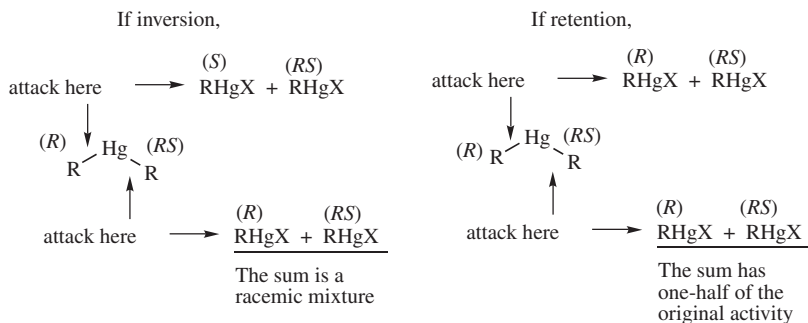 If inversion,
(S) (RS)
attack here RHgX + RHgX
(R) Hg (RS)
R R
(R) (RS)
attack here RHgX + RHgX
The sum is a
racemic mixture
If retention,
(R) (RS)
attack here RHgX + RHgX
(R) R Hg (RS)
R
(R) (RS)
attack here RHgX + RHgX
The sum has
one-half of the
original activity